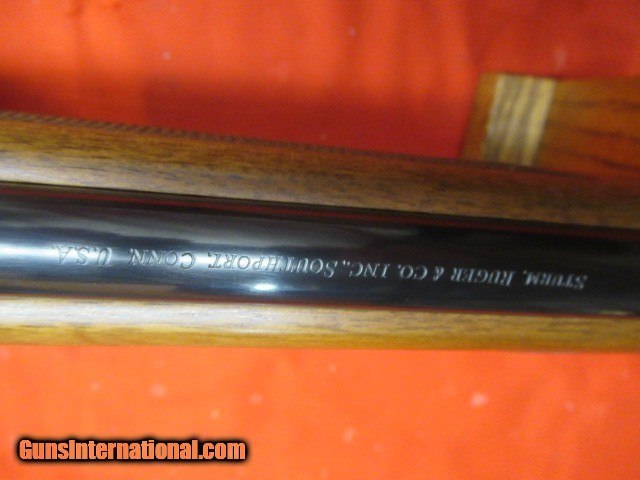 STURM, RUGER & CO. INC., SOUTHPORT, CONN. U.S.A.
GunsInternational.com